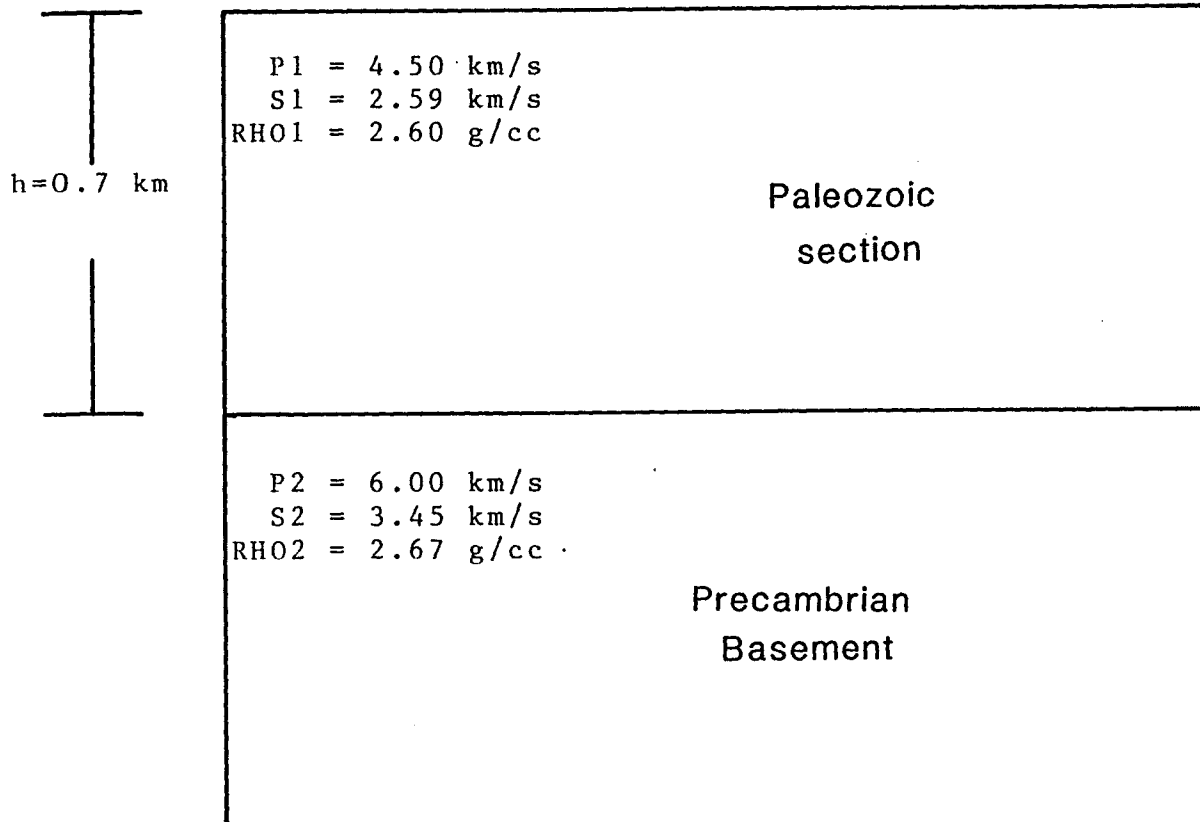 P1 = 4.50 km/s
S1 = 2.59 km/s
RHO1 = 2.60 g/cc
h=0.7 km
Paleozoic
section
P2 = 6.00 km/s
S2 = 3.45 km/s
RHO2 = 2.67 g/cc
Precambrian
Basement